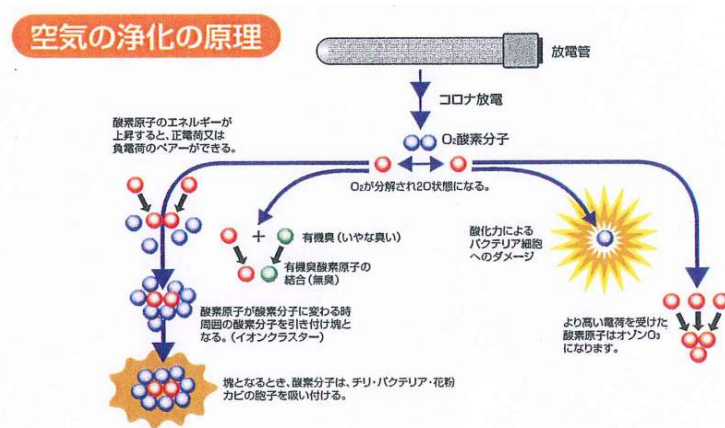 空気の浄化の原理
放電管
コロナ放電
O₂酸素分子
O₂が分解され2O状態になる。
酸素原子のエネルギーが
上昇すると、正電荷又は
負電荷のペアーができる。
+
有機臭（いやな臭い）
有機臭酸素原子の
結合（無臭）
酸化力による
バクテリア細胞
へのダメージ
酸素原子が酸素分子に変わる時
周囲の酸素分子を引き付け塊と
なる。（イオンクラスター）
より高い電荷を受けた
酸素原子はオゾンO₃
になります。
塊となるとき、酸素分子は、チリ・バクテリア・花粉
カビの胞子を吸い付ける。